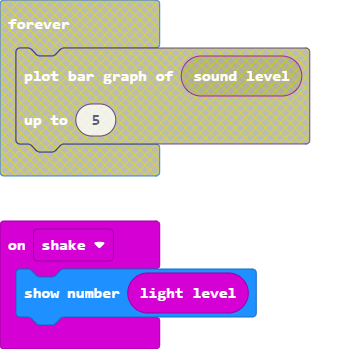 forever
plot bar graph of sound level
up to 5
on shake
show number light level